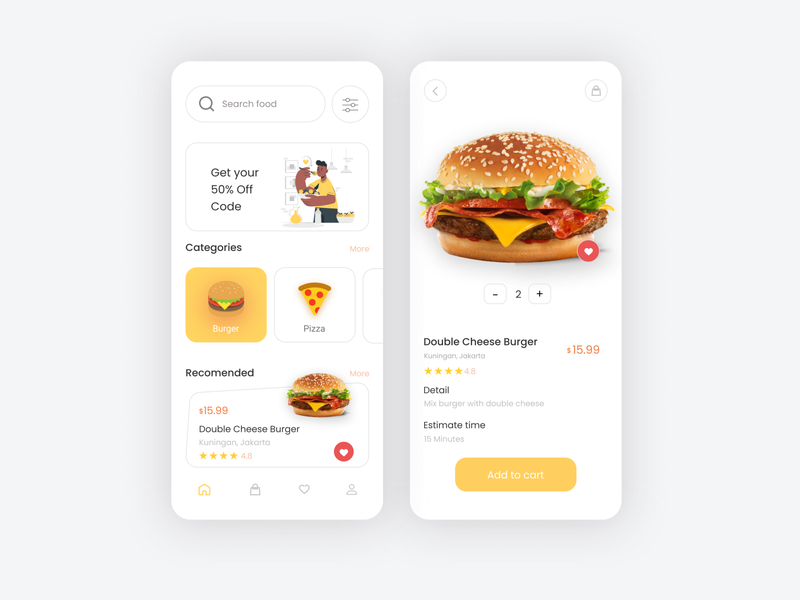 Search food
Get your
50% Off
Code
Categories
More
Burger
Pizza
Recomended
More
$15.99
Double Cheese Burger
Kuningan, Jakarta
★★★★ 4.8
- 2 +
Double Cheese Burger
$15.99
Kuningan, Jakarta
★★★★ 4.8
Detail
Mix burger with double cheese
Estimate time
15 Minutes
Add to cart